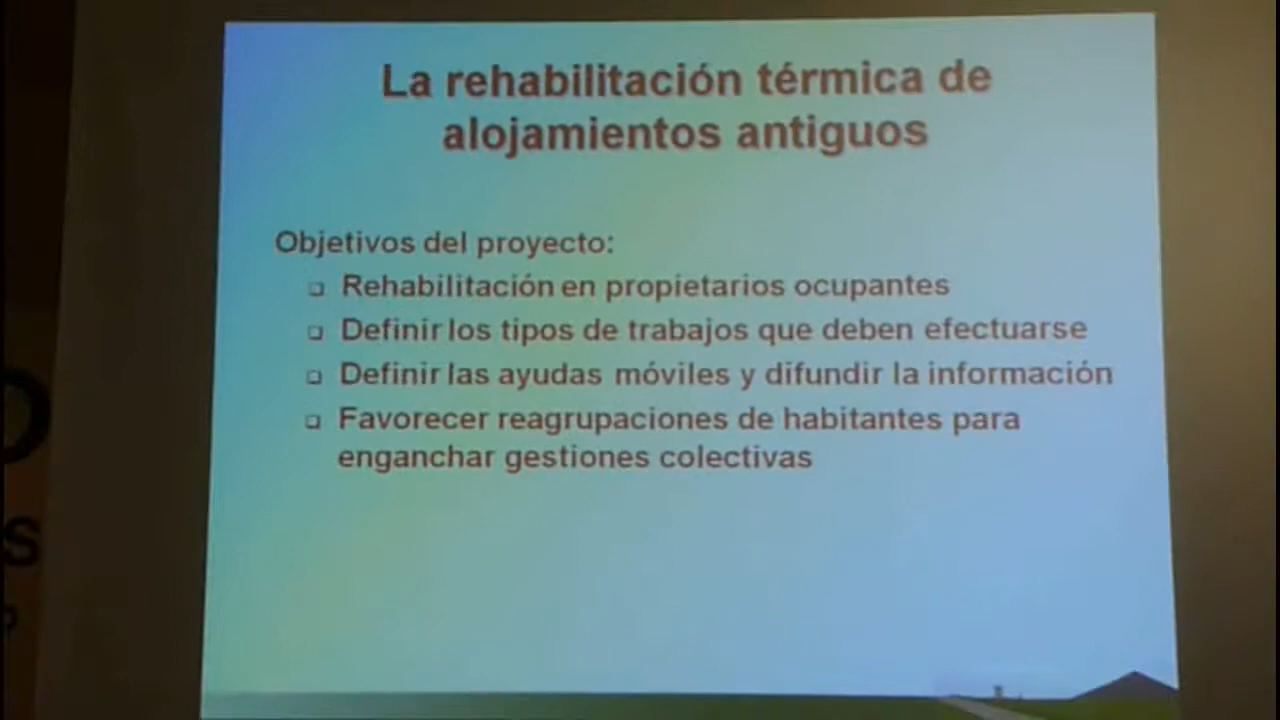 La rehabilitación térmica de
alojamientos antiguos
Objetivos del proyecto:
Rehabilitación en propietarios ocupantes
Definir los tipos de trabajos que deben efectuarse
Definir las ayudas móviles y difundir la información
Favorecer reagrupaciones de habitantes para
enganchar gestiones colectivas